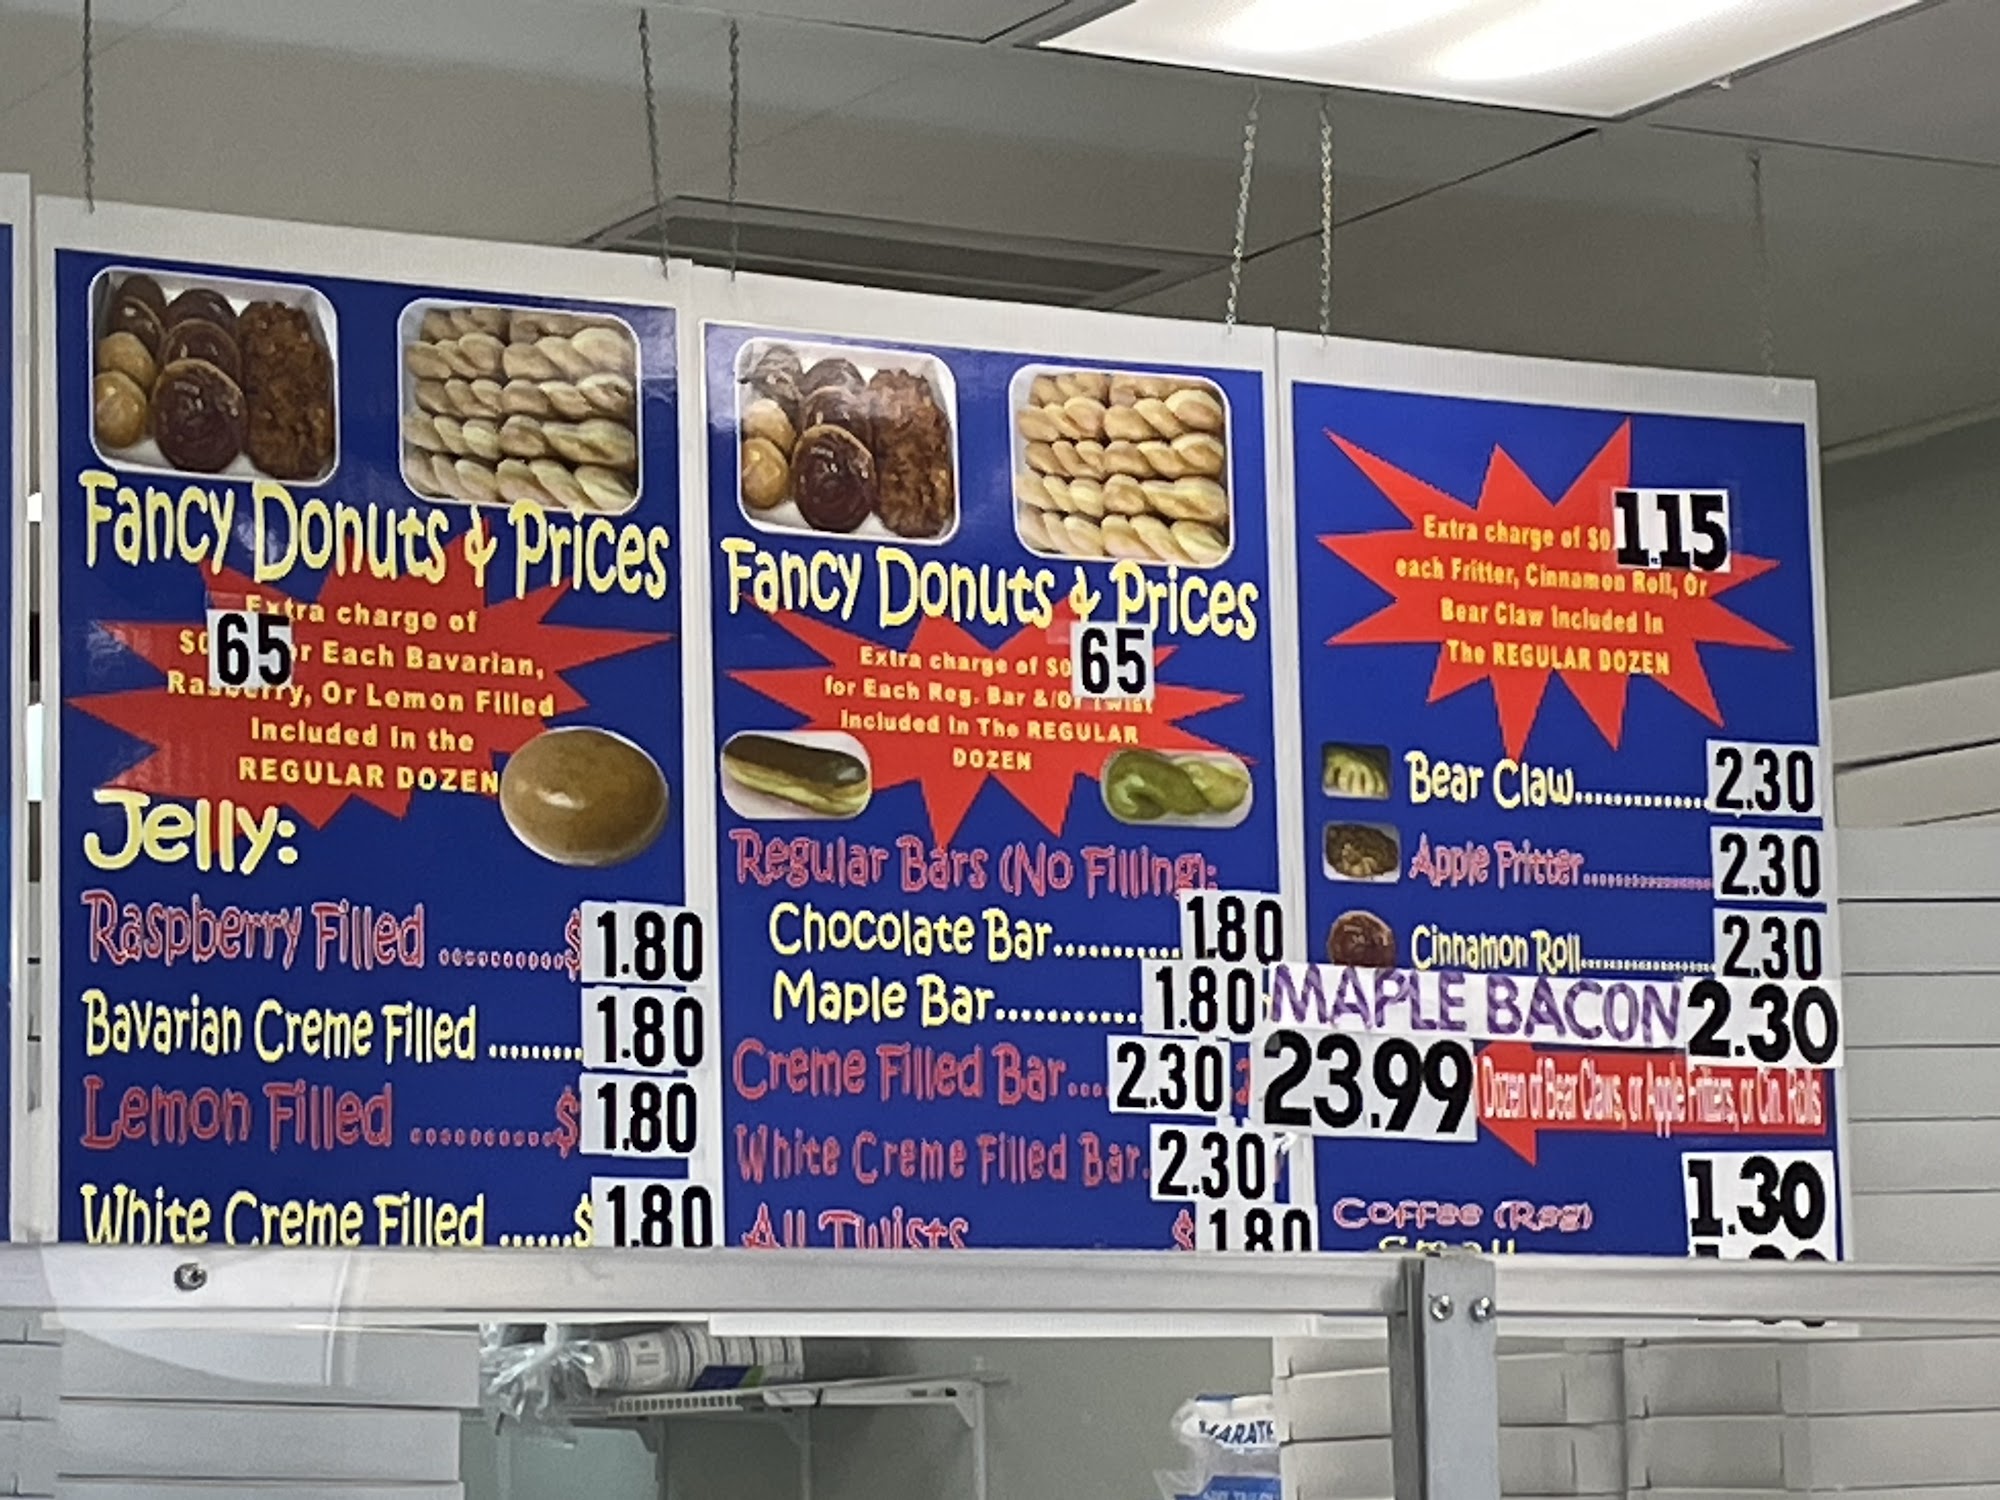 Fancy Donuts & Prices
Extra charge of
$0 65 r Each Bavarian,
Raspberry, Or Lemon Filled
Included In the
REGULAR DOZEN
Jelly:
Raspberry Filled ..........$ 1.80
Bavarian Creme Filled ......... 1.80
Lemon Filled ...........$ 1.80
White Creme Filled ......$ 1.80
Fancy Donuts & Prices
Extra charge of $0 65
for Each Reg. Bar &/Or Twist
Included In The REGULAR
DOZEN
Regular Bars (No Filling):
Chocolate Bar........... 1.80
Maple Bar............ 1.80
Creme Filled Bar.... 2.30
White Creme Filled Bar. 2.30
All Twists $ 1.80
Extra charge of $0 1.15
each Fritter, Cinnamon Roll, Or
Bear Claw Included In
The REGULAR DOZEN
Bear Claw............. 2.30
Apple Fritter............. 2.30
Cinnamon Roll............. 2.30
MAPLE BACON 2.30
23.99 Dozen of Bear Claws, or Apple Fritters, or Cin. Rolls
Coffee (Reg) 1.30